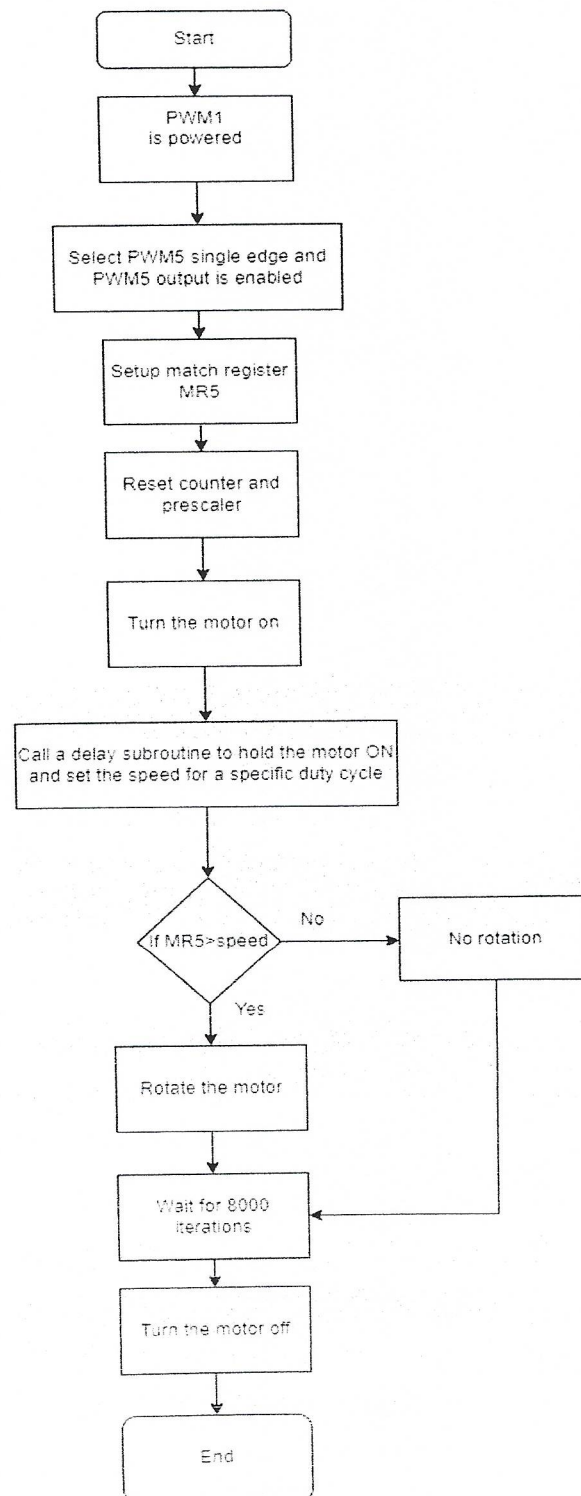 Start
PWM1
is powered
Select PWM5 single edge and
PWM5 output is enabled
Setup match register
MR5
Reset counter and
prescaler
Turn the motor on
Call a delay subroutine to hold the motor ON
and set the speed for a specific duty cycle
If MR5>speed
No
No rotation
Yes
Rotate the motor
Wait for 8000
iterations
Turn the motor off
End